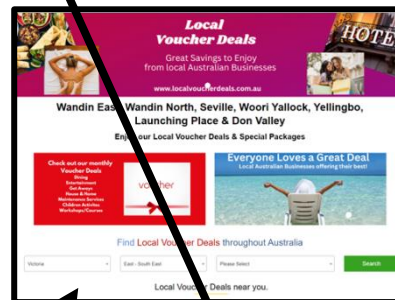 Local
Voucher Deals
Great Savings to Enjoy
from local Australian Businesses
www.localvoucherdeals.com.au
HOTE
Wandin East, Wandin North, Seville, Woori Yallock, Yellingbo,
Launching Place & Don Valley
Enjoy our Local Voucher Deals & Special Packages
Check out our monthly
Voucher Deals
Dining
Entertainment
Get Aways
House & Home
Maintenance Services
Children Activities
Workshops/Courses
voucher
Everyone Loves a Great Deal
Local Australian Businesses offering their best!
Find Local Voucher Deals throughout Australia
Victoria
East - South East
Please Select
Search
Local Voucher Deals near you.